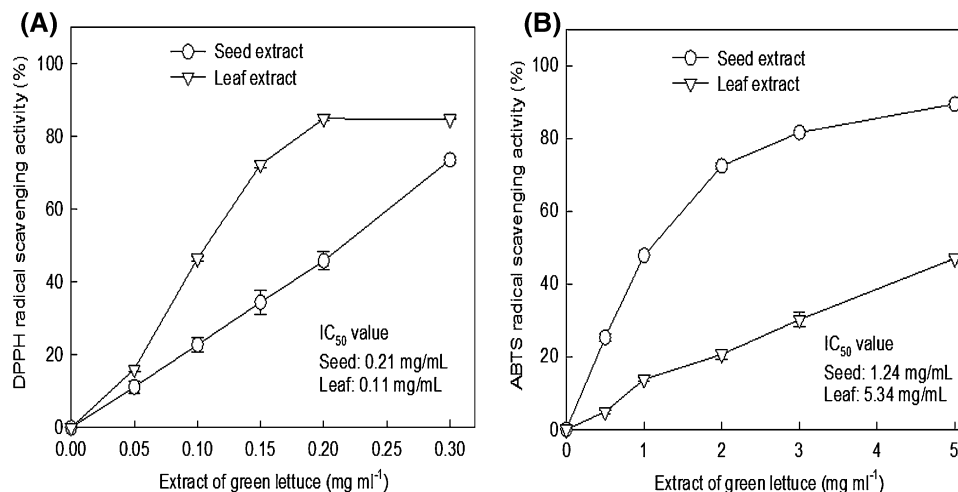 (A)
Seed extract
Leaf extract
DPPH radical scavenging activity (%)
100
80
60
40
20
0
IC50 value
Seed: 0.21 mg/mL
Leaf: 0.11 mg/mL
0.00 0.05 0.10 0.15 0.20 0.25 0.30
Extract of green lettuce (mg ml-1)
(B)
Seed extract
Leaf extract
ABTS radical scavenging activity (%)
100
80
60
40
20
0
IC50 value
Seed: 1.24 mg/mL
Leaf: 5.34 mg/mL
0 1 2 3 4 5
Extract of green lettuce (mg ml-1)